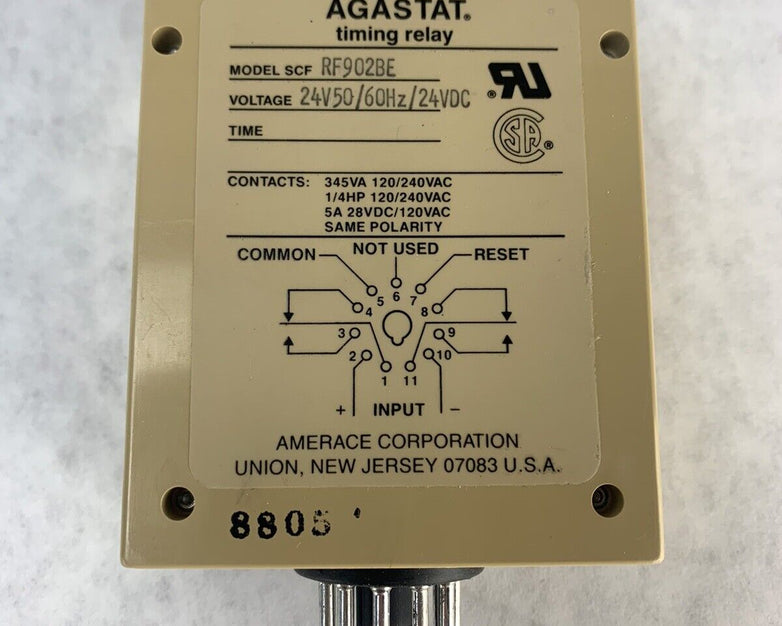 AGASTAT®
timing relay
MODEL SCF RF902BE
VOLTAGE 24V50/60Hz/24VDC
TIME
CONTACTS: 345VA 120/240VAC
1/4HP 120/240VAC
5A 28VDC/120VAC
SAME POLARITY
COMMON NOT USED RESET
5 6 7
4 8
3 9
2 10
1 11
+ INPUT −
AMERACE CORPORATION
UNION, NEW JERSEY 07083 U.S.A.
8805